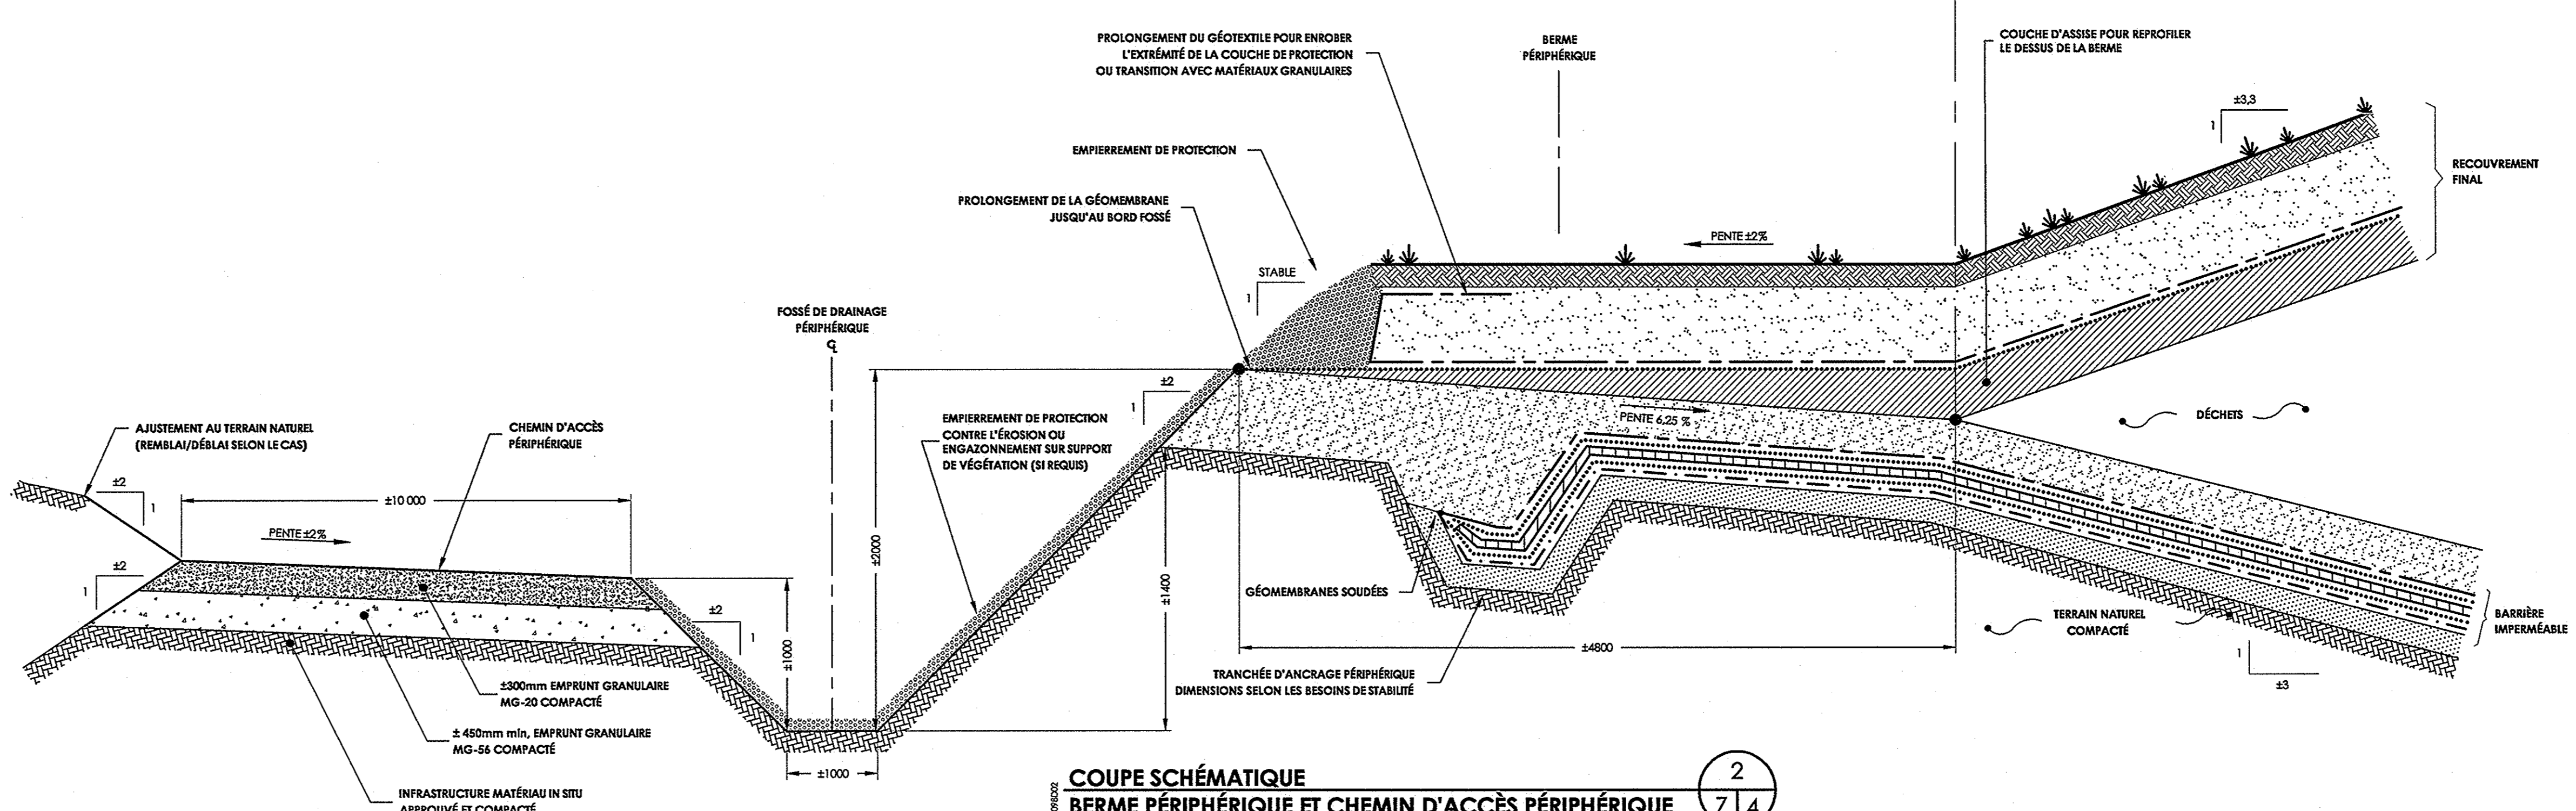 PROLONGEMENT DU GÉOTEXTILE POUR ENROBER
L'EXTRÉMITÉ DE LA COUCHE DE PROTECTION
OU TRANSITION AVEC MATÉRIAUX GRANULAIRES
BERME
PÉRIPHÉRIQUE
COUCHE D'ASSISE POUR REPROFILER
LE DESSUS DE LA BERME
±3,3
1
RECOUVREMENT
FINAL
EMPIERREMENT DE PROTECTION
PROLONGEMENT DE LA GÉOMEMBRANE
JUSQU'AU BORD FOSSÉ
PENTE ±2%
STABLE
1
FOSSÉ DE DRAINAGE
PÉRIPHÉRIQUE
℄
±2
1
EMPIERREMENT DE PROTECTION
CONTRE L'ÉROSION OU
ENGAZONNEMENT SUR SUPPORT
DE VÉGÉTATION (SI REQUIS)
PENTE 6,25 %
DÉCHETS
AJUSTEMENT AU TERRAIN NATUREL
(REMBLAI/DÉBLAI SELON LE CAS)
CHEMIN D'ACCÈS
PÉRIPHÉRIQUE
±2
1
±10 000
PENTE ±2%
±2
1
±2
1
±1000
±2000
±1400
GÉOMEMBRANES SOUDÉES
±4800
TERRAIN NATUREL
COMPACTÉ
BARRIÈRE
IMPERMÉABLE
1
±3
TRANCHÉE D'ANCRAGE PÉRIPHÉRIQUE
DIMENSIONS SELON LES BESOINS DE STABILITÉ
±300mm EMPRUNT GRANULAIRE
MG-20 COMPACTÉ
± 450mm min, EMPRUNT GRANULAIRE
MG-56 COMPACTÉ
±1000
INFRASTRUCTURE MATÉRIAU IN SITU
APPROUVÉ ET COMPACTÉ
COUPE SCHÉMATIQUE
BERME PÉRIPHÉRIQUE ET CHEMIN D'ACCÈS PÉRIPHÉRIQUE
2
7 4